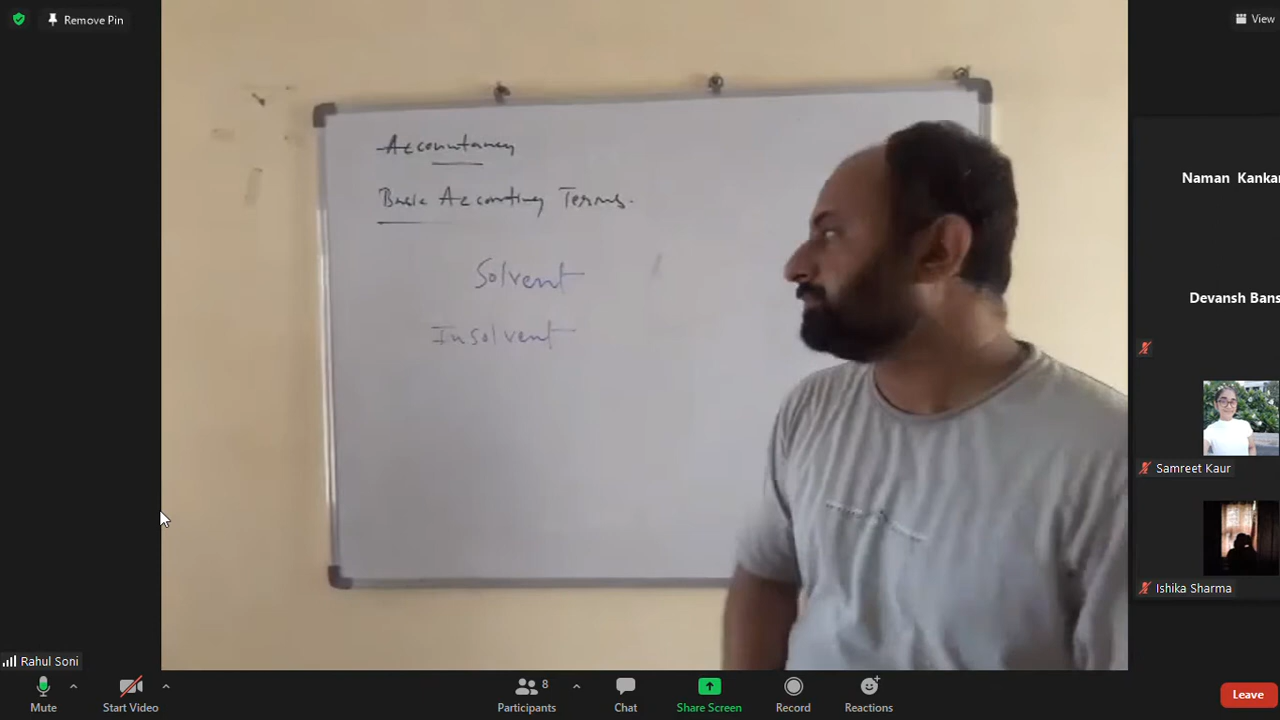 Remove Pin
View
Accountancy
Basic Accounting Terms.
Solvent
Insolvent
Naman Kankar
Devansh Bans
Samreet Kaur
Ishika Sharma
Rahul Soni
Mute
Start Video
8
Participants
Chat
Share Screen
Record
Reactions
Leave